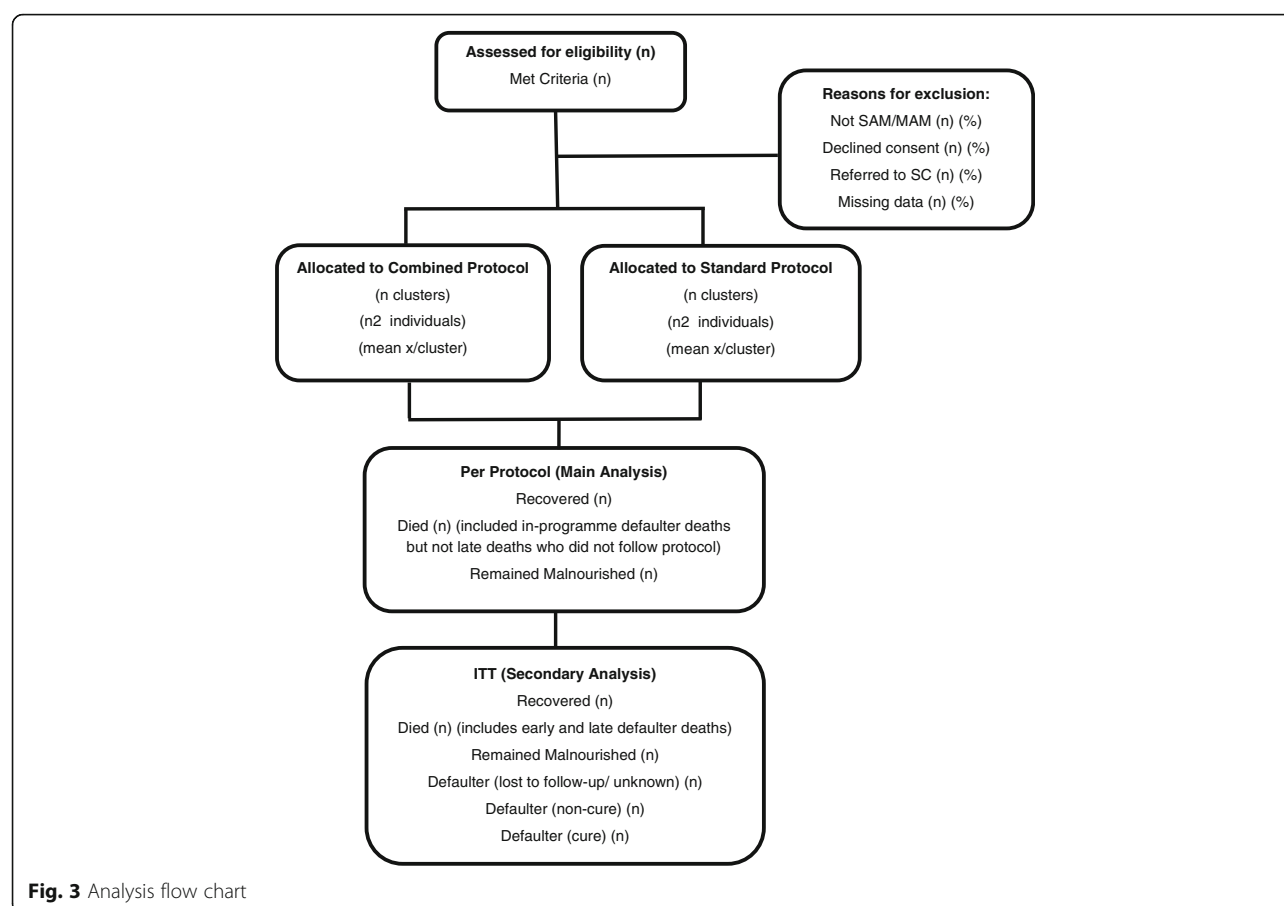 Assessed for eligibility (n)
Met Criteria (n)
Reasons for exclusion:
Not SAM/MAM (n) (%)
Declined consent (n) (%)
Referred to SC (n) (%)
Missing data (n) (%)
Allocated to Combined Protocol
(n clusters)
(n2 individuals)
(mean x/cluster)
Allocated to Standard Protocol
(n clusters)
(n2 individuals)
(mean x/cluster)
Per Protocol (Main Analysis)
Recovered (n)
Died (n) (included in-programme defaulter deaths
but not late deaths who did not follow protocol)
Remained Malnourished (n)
ITT (Secondary Analysis)
Recovered (n)
Died (n) (includes early and late defaulter deaths)
Remained Malnourished (n)
Defaulter (lost to follow-up/ unknown) (n)
Defaulter (non-cure) (n)
Defaulter (cure) (n)
Fig. 3 Analysis flow chart